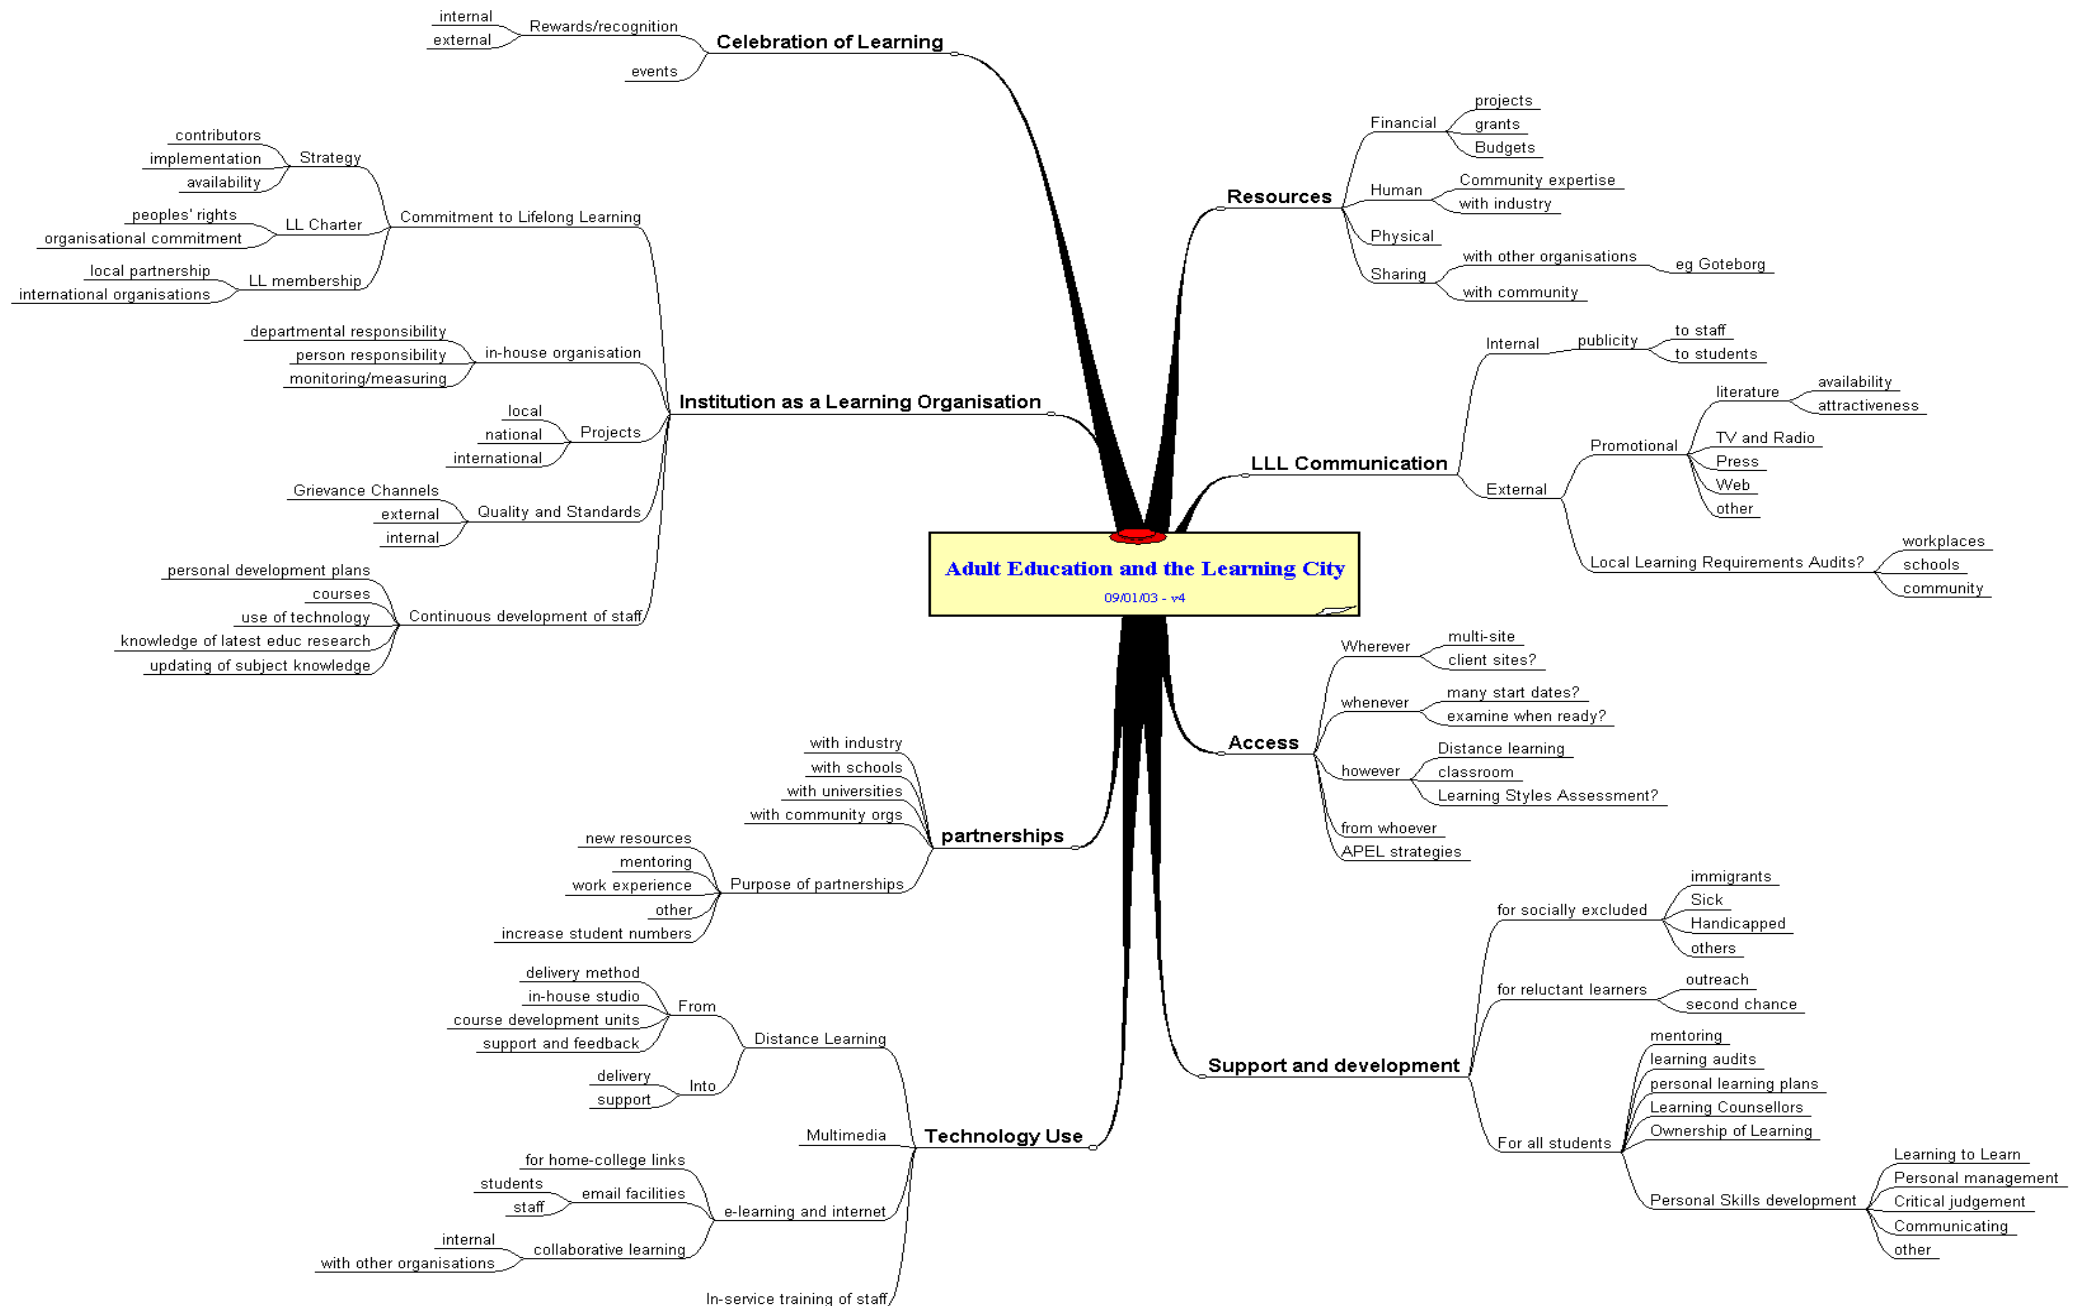 Adult Education and the Learning City
09/01/03 - v4
Celebration of Learning
Rewards/recognition
internal
external
events
Institution as a Learning Organisation
Commitment to Lifelong Learning
Strategy
contributors
implementation
availability
LL Charter
peoples' rights
organisational commitment
LL membership
local partnership
international organisations
in-house organisation
departmental responsibility
person responsibility
monitoring/measuring
Projects
local
national
international
Quality and Standards
Grievance Channels
external
internal
Continuous development of staff
personal development plans
courses
use of technology
knowledge of latest educ research
updating of subject knowledge
partnerships
with industry
with schools
with universities
with community orgs
Purpose of partnerships
new resources
mentoring
work experience
other
increase student numbers
Technology Use
Distance Learning
From
delivery method
in-house studio
course development units
support and feedback
Into
delivery
support
Multimedia
e-learning and internet
for home-college links
email facilities
students
staff
collaborative learning
internal
with other organisations
In-service training of staff
Resources
Financial
projects
grants
Budgets
Human
Community expertise
with industry
Physical
Sharing
with other organisations
eg Goteborg
with community
LLL Communication
Internal
publicity
to staff
to students
External
Promotional
literature
availability
attractiveness
TV and Radio
Press
Web
other
Local Learning Requirements Audits?
workplaces
schools
community
Access
Wherever
multi-site
client sites?
whenever
many start dates?
examine when ready?
however
Distance learning
classroom
Learning Styles Assessment?
from whoever
APEL strategies
Support and development
for socially excluded
immigrants
Sick
Handicapped
others
for reluctant learners
outreach
second chance
For all students
mentoring
learning audits
personal learning plans
Learning Counsellors
Ownership of Learning
Personal Skills development
Learning to Learn
Personal management
Critical judgement
Communicating
other